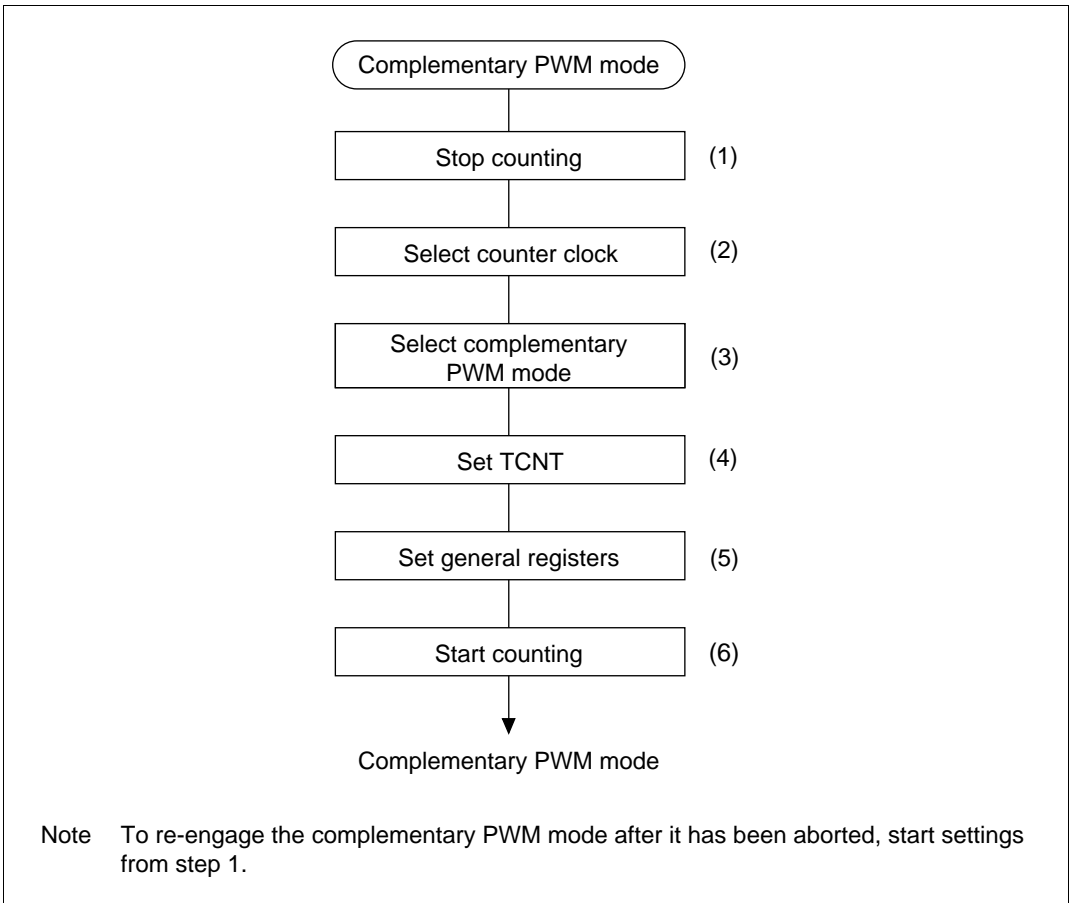 Complementary PWM mode
Stop counting (1)
Select counter clock (2)
Select complementary
PWM mode (3)
Set TCNT (4)
Set general registers (5)
Start counting (6)
Complementary PWM mode
Note To re-engage the complementary PWM mode after it has been aborted, start settings
from step 1.